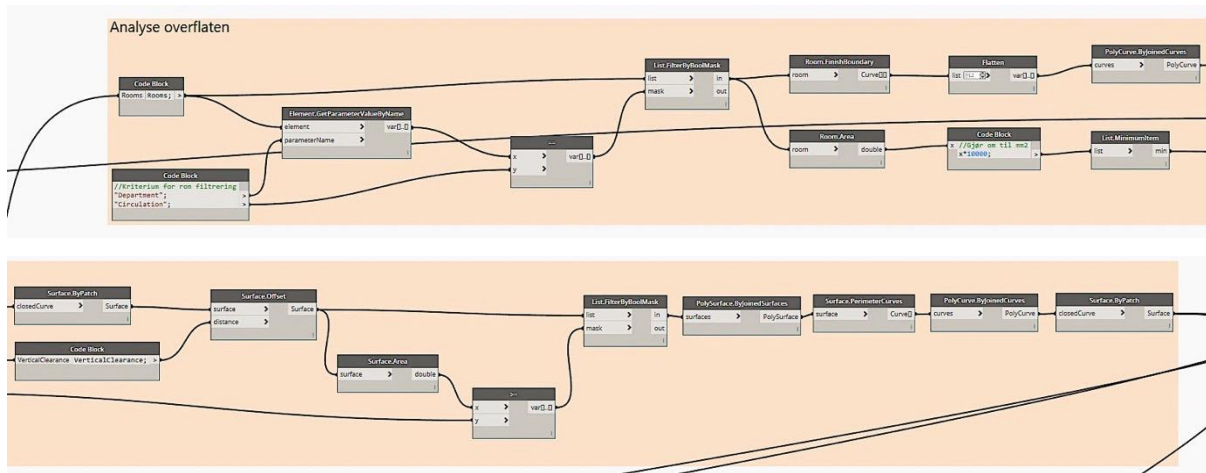 Analyse overflaten
Code Block
Rooms Rooms; >
Element.GetParameterValueByName
element > var[]..[]
parameterName >
Code Block
//Kriterium for rom filtrering
"Department"; >
"Circulation"; >
==
x > var[]..[]
y >
List.FilterByBoolMask
list > in
mask > out
Room.FinishBoundary
room > Curve[][]
Flatten
list > var[]..[]
PolyCurve.ByJoinedCurves
curves > PolyCurve
Room.Area
room > double
Code Block
x //Gjør om til mm2
x*10000; >
List.MinimumItem
list > min
Surface.ByPatch
closedCurve > Surface
Code Block
VerticalClearance VerticalClearance; >
Surface.Offset
surface > Surface
distance >
Surface.Area
surface > double
>=
x > var[]..[]
y >
List.FilterByBoolMask
list > in
mask > out
PolySurface.ByJoinedSurfaces
surfaces > PolySurface
Surface.PerimeterCurves
surface > Curve[]
PolyCurve.ByJoinedCurves
curves > PolyCurve
Surface.ByPatch
closedCurve > Surface